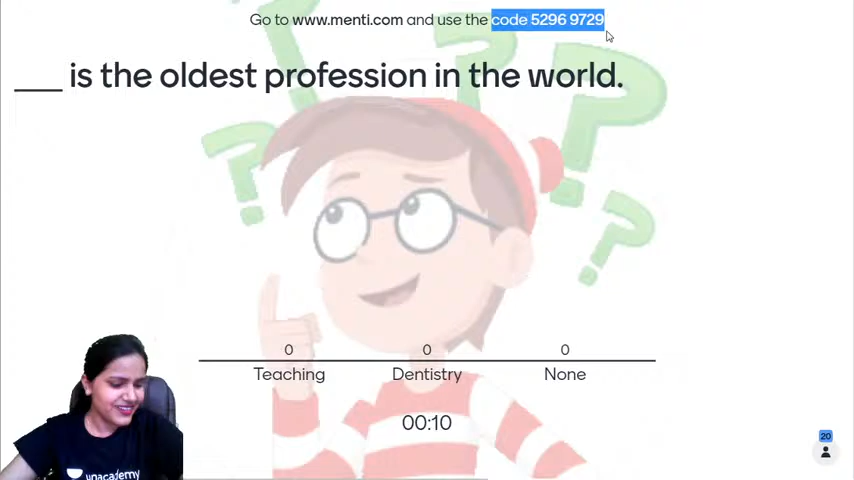 Go to www.menti.com and use the code 5296 9729
___ is the oldest profession in the world.
0 0 0
Teaching Dentistry None
00:10
20
unacademy